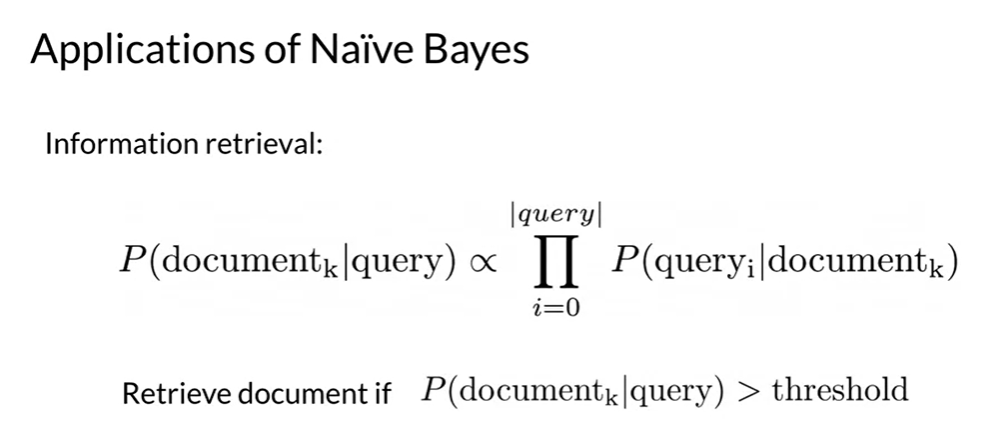 Applications of Naïve Bayes
Information retrieval:
P(document_k|query) ∝ ∏_{i=0}^{|query|} P(query_i|document_k)
Retrieve document if P(document_k|query) > threshold